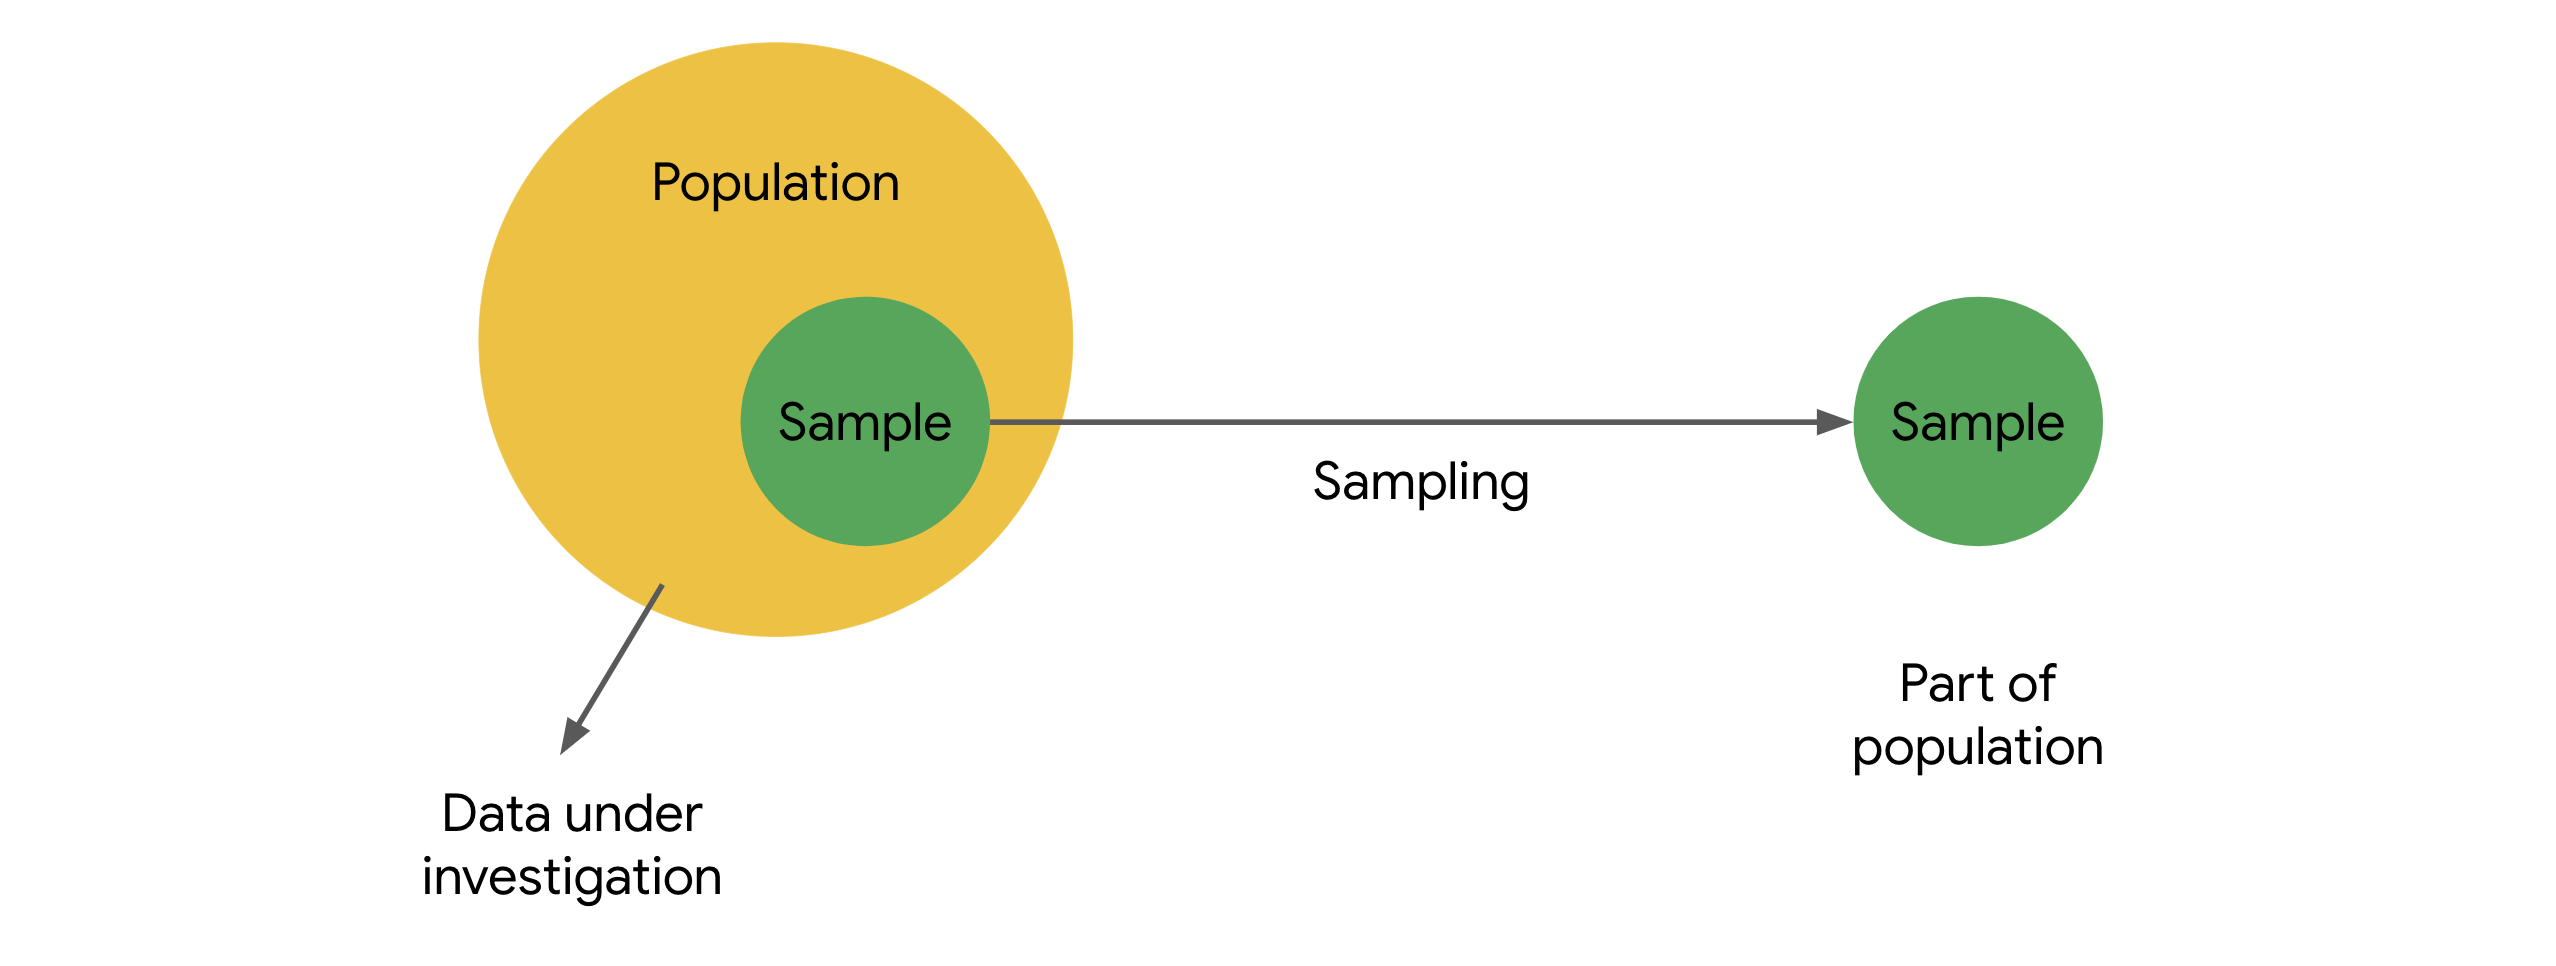 Population
Sample
Sampling
Sample
Part of
population
Data under
investigation